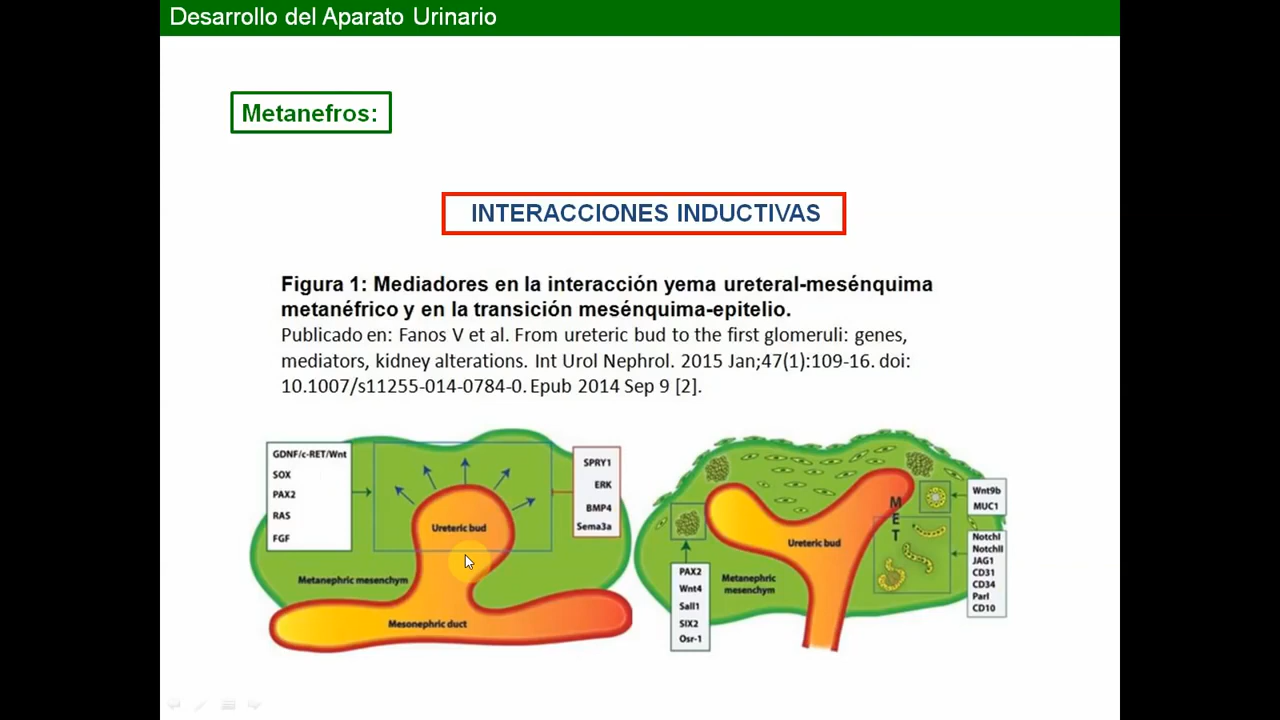 Desarrollo del Aparato Urinario
Metanefros:
INTERACCIONES INDUCTIVAS
Figura 1: Mediadores en la interacción yema ureteral-mesénquima
metanéfrico y en la transición mesénquima-epitelio.
Publicado en: Fanos V et al. From ureteric bud to the first glomeruli: genes,
mediators, kidney alterations. Int Urol Nephrol. 2015 Jan;47(1):109-16. doi:
10.1007/s11255-014-0784-0. Epub 2014 Sep 9 [2].
GDNF/c-RET/Wnt
SOX
PAX2
RAS
FGF
SPRY1
ERK
BMP4
Sema3a
Ureteric bud
Metanephric mesenchym
Mesonephric duct
M
E
T
Wnt9b
MUC1
NotchI
NotchII
JAG1
CD31
CD34
Parl
CD10
Ureteric bud
Metanephric
mesenchym
PAX2
Wnt4
Sall1
SIX2
Osr-1